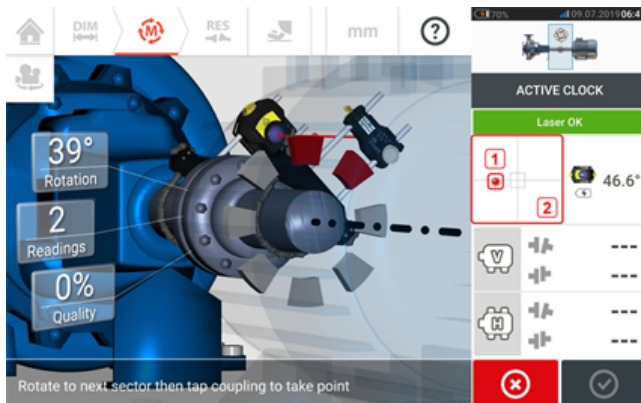 DIM
M
RES
mm
?
70%
09.07.2019 06:4
ACTIVE CLOCK
Laser OK
39°
Rotation
2
Readings
0%
Quality
1
2
46.6°
V
---
---
H
---
---
Rotate to next sector then tap coupling to take point